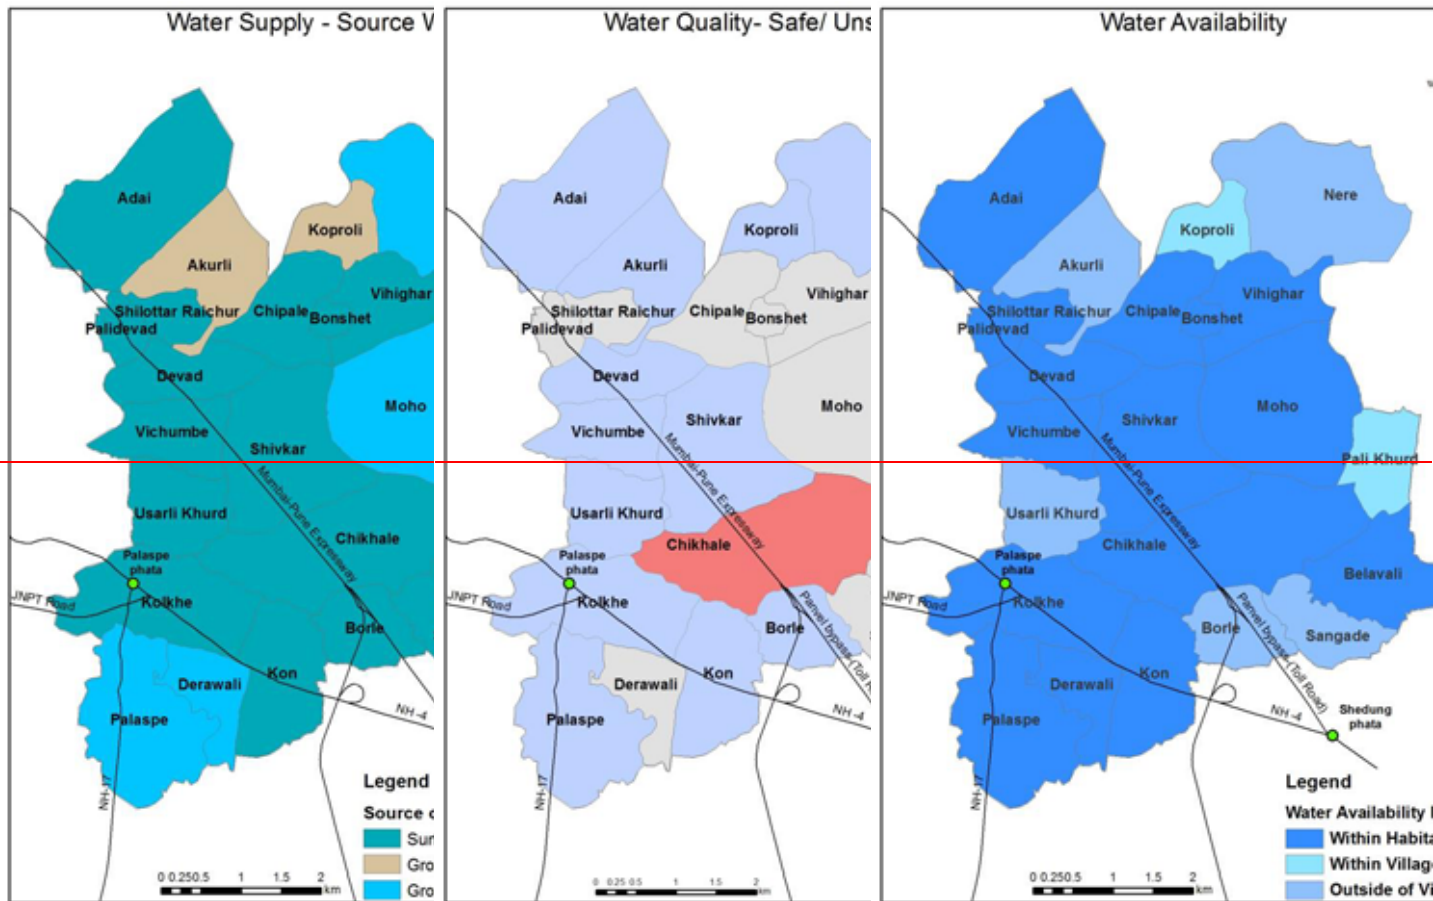 Water Supply - Source W
Adai
Koproli
Akurli
Vihighar
Shilottar Raichur
Chipale
Bonshet
Palidevad
Devad
Moho
Vichumbe
Shivkar
Mumbai-Pune Expressway
Usarli Khurd
Chikhale
Palaspe
phata
JNPT Road
Kolkhe
Borle
Kon
Derawali
Palaspe
NH-17
NH -4
Legend
Source o
Sur
Gro
Gro
0 0.25 0.5 1 1.5 2
km
Water Quality- Safe/ Uns
Adai
Koproli
Akurli
Vihighar
Shilottar Raichur
Chipale
Bonshet
Palidevad
Devad
Moho
Vichumbe
Shivkar
Mumbai-Pune Expressway
Usarli Khurd
Chikhale
Palaspe
phata
JNPT Road
Kolkhe
Borle
Panvel bypass (Toll R
Kon
Derawali
Palaspe
NH-17
NH -4
0 0.25 0.5 1 1.5 2
km
Water Availability
Adai
Nere
Koproli
Akurli
Vihighar
Shilottar Raichur
Chipale
Bonshet
Palidevad
Devad
Moho
Vichumbe
Shivkar
Pali Khurd
Mumbai-Pune Expressway
Usarli Khurd
Chikhale
Palaspe
phata
Belavali
JNPT Road
Kolkhe
Borle
Sangade
Panvel bypass (Toll Road)
Kon
Derawali
Palaspe
NH -4
Shedung
phata
NH-17
Legend
Water Availability
Within Habita
Within Village
Outside of Vi
0 0.25 0.5 1 1.5 2
km